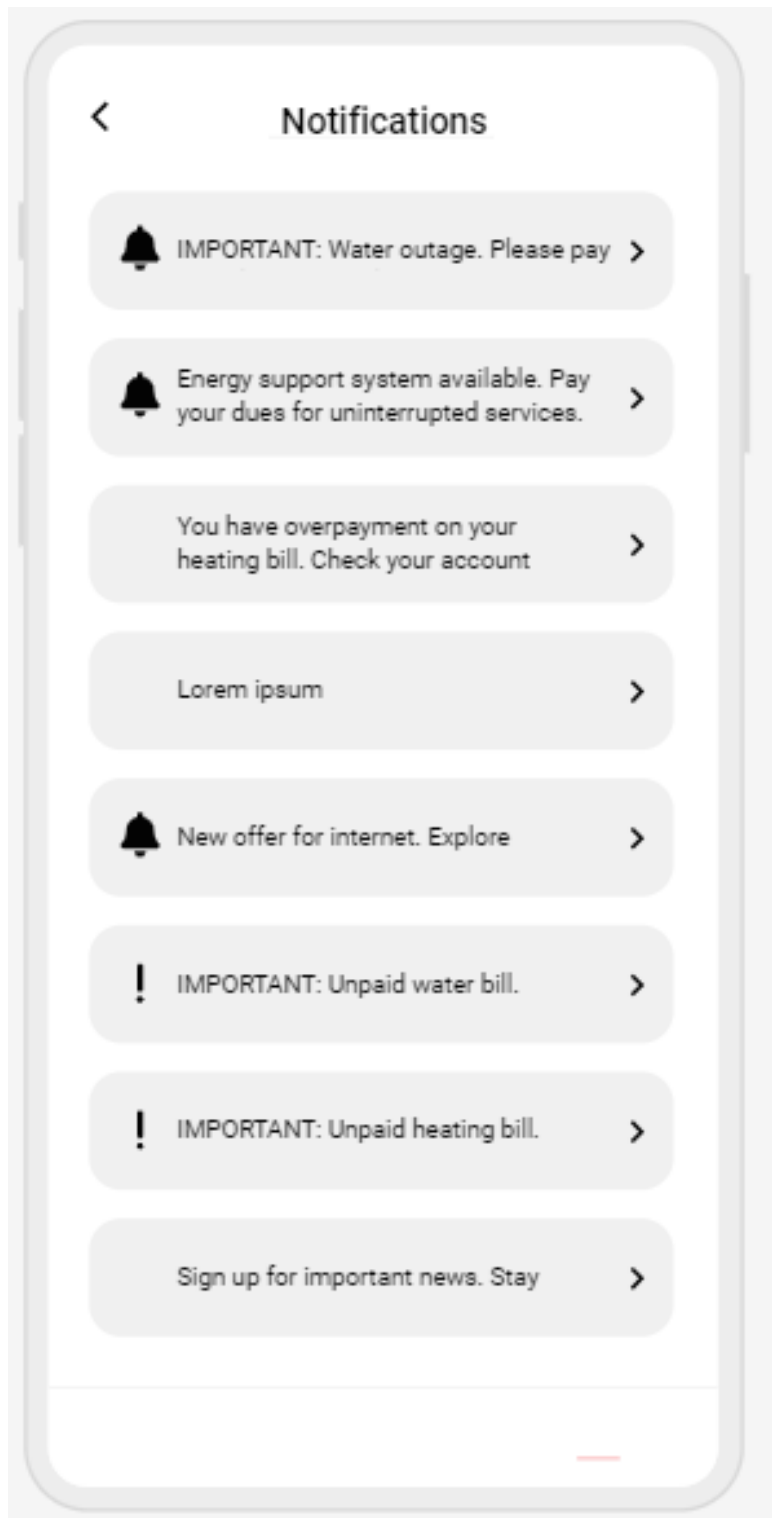 Notifications
IMPORTANT: Water outage. Please pay
Energy support system available. Pay
your dues for uninterrupted services.
You have overpayment on your
heating bill. Check your account
Lorem ipsum
New offer for internet. Explore
IMPORTANT: Unpaid water bill.
IMPORTANT: Unpaid heating bill.
Sign up for important news. Stay